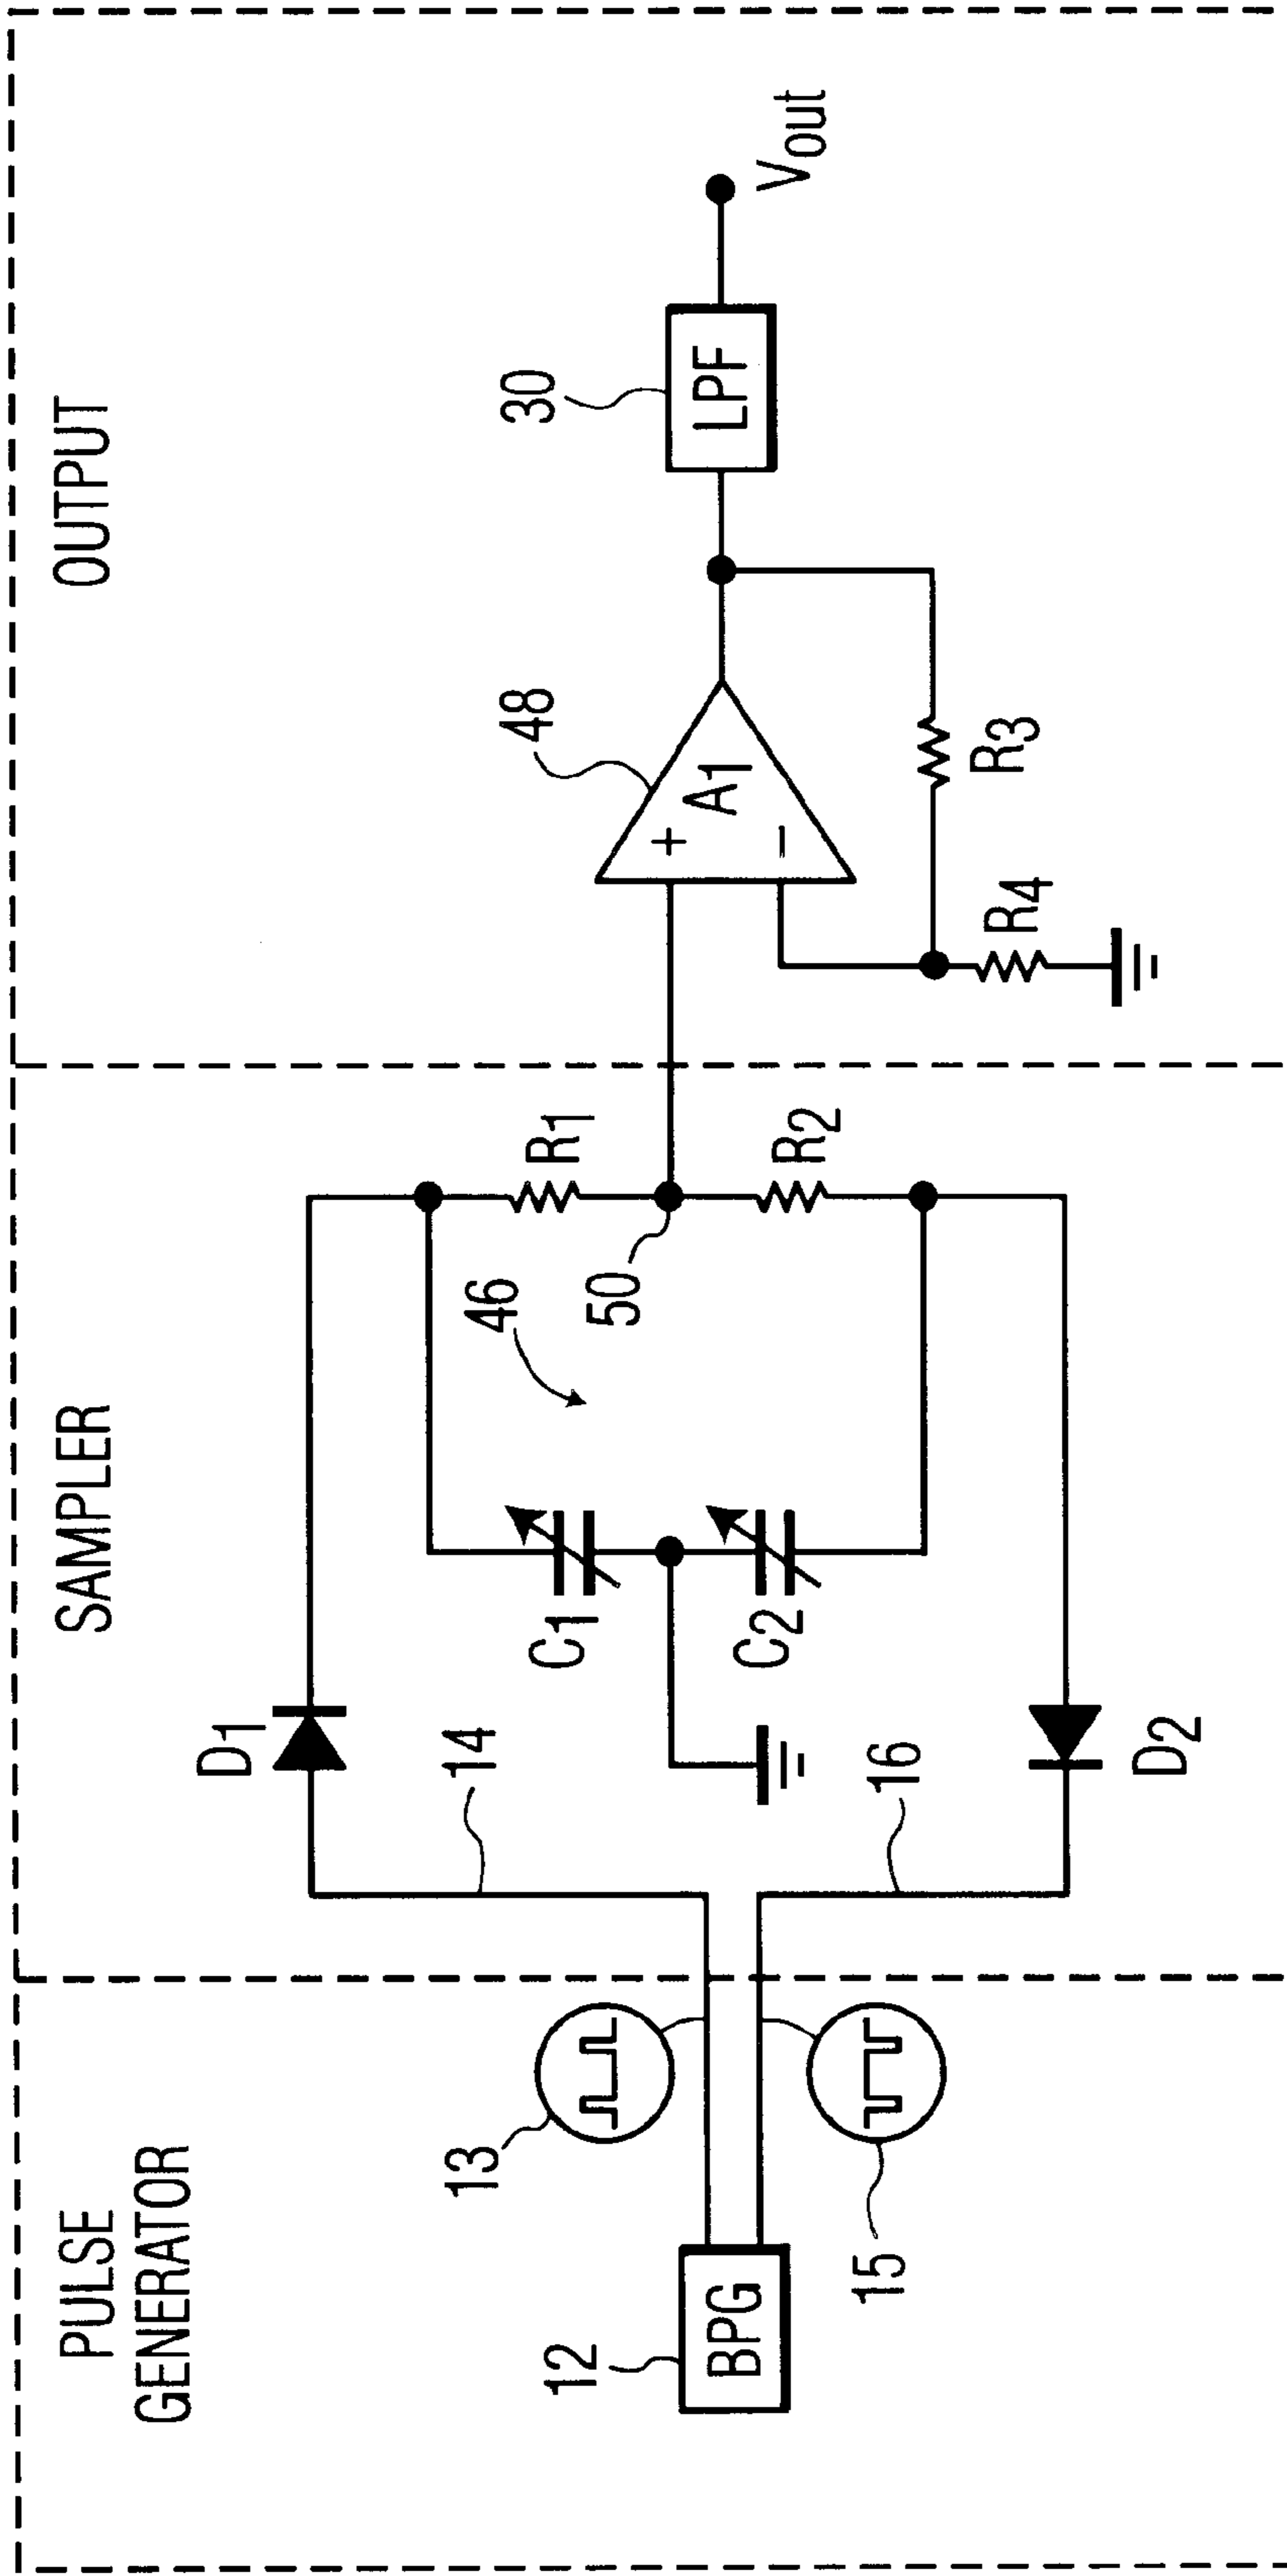 PULSE
GENERATOR
SAMPLER
OUTPUT
12
BPG
13
15
14
16
D1
D2
C1
C2
46
50
R1
R2
48
A1
+
−
R3
R4
30
LPF
Vout